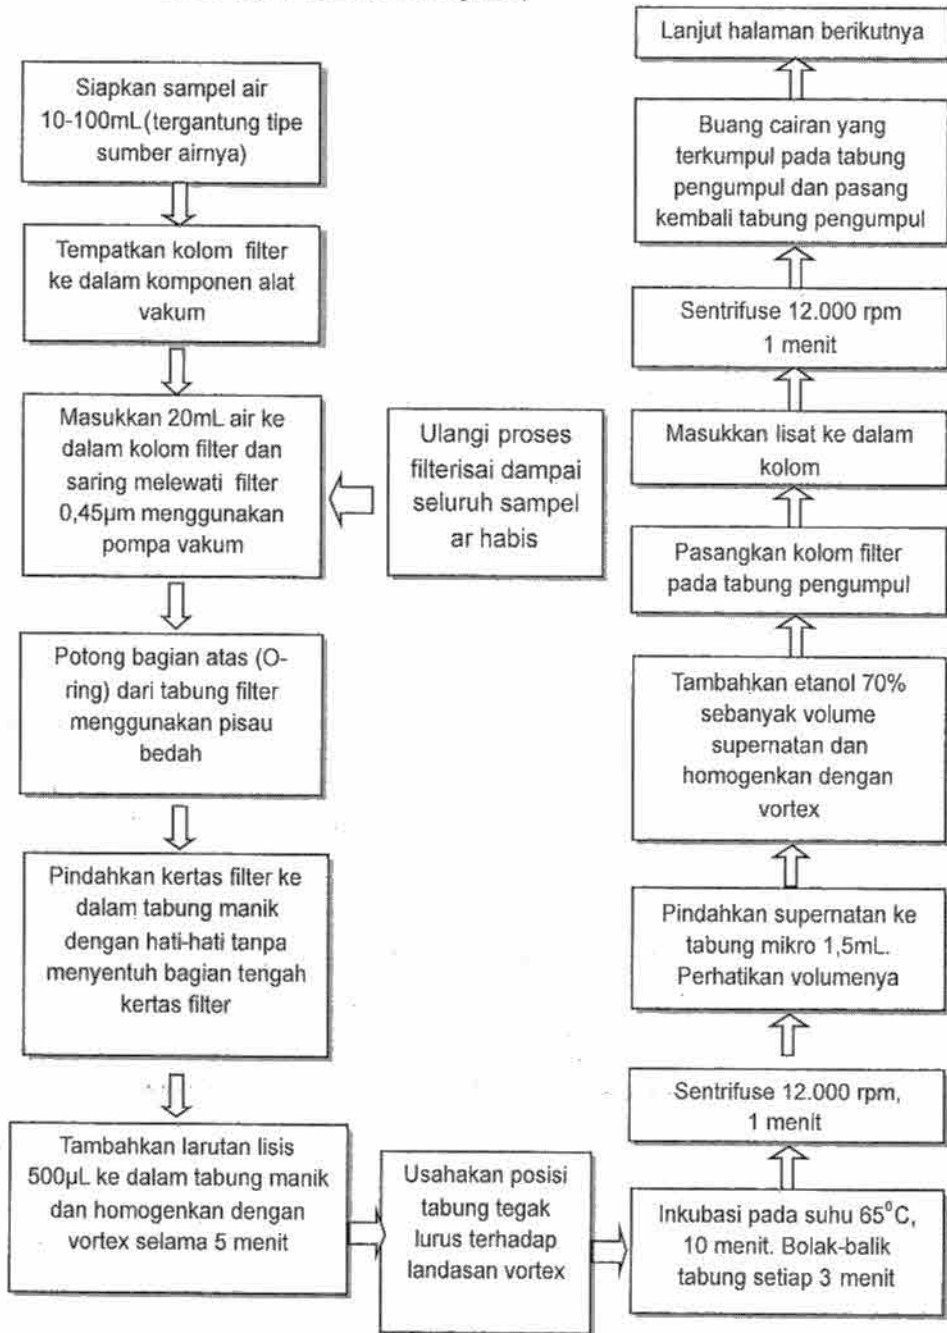 Siapkan sampel air
10-100mL(tergantung tipe
sumber airnya)
Tempatkan kolom filter
ke dalam komponen alat
vakum
Masukkan 20mL air ke
dalam kolom filter dan
saring melewati filter
0,45µm menggunakan
pompa vakum
Ulangi proses
filterisai dampai
seluruh sampel
ar habis
Potong bagian atas (O-
ring) dari tabung filter
menggunakan pisau
bedah
Pindahkan kertas filter ke
dalam tabung manik
dengan hati-hati tanpa
menyentuh bagian tengah
kertas filter
Tambahkan larutan lisis
500µL ke dalam tabung manik
dan homogenkan dengan
vortex selama 5 menit
Usahakan posisi
tabung tegak
lurus terhadap
landasan vortex
Inkubasi pada suhu 65⁰C,
10 menit. Bolak-balik
tabung setiap 3 menit
Sentrifuse 12.000 rpm,
1 menit
Pindahkan supernatan ke
tabung mikro 1,5mL.
Perhatikan volumenya
Tambahkan etanol 70%
sebanyak volume
supernatan dan
homogenkan dengan
vortex
Pasangkan kolom filter
pada tabung pengumpul
Masukkan lisat ke dalam
kolom
Sentrifuse 12.000 rpm
1 menit
Buang cairan yang
terkumpul pada tabung
pengumpul dan pasang
kembali tabung pengumpul
Lanjut halaman berikutnya